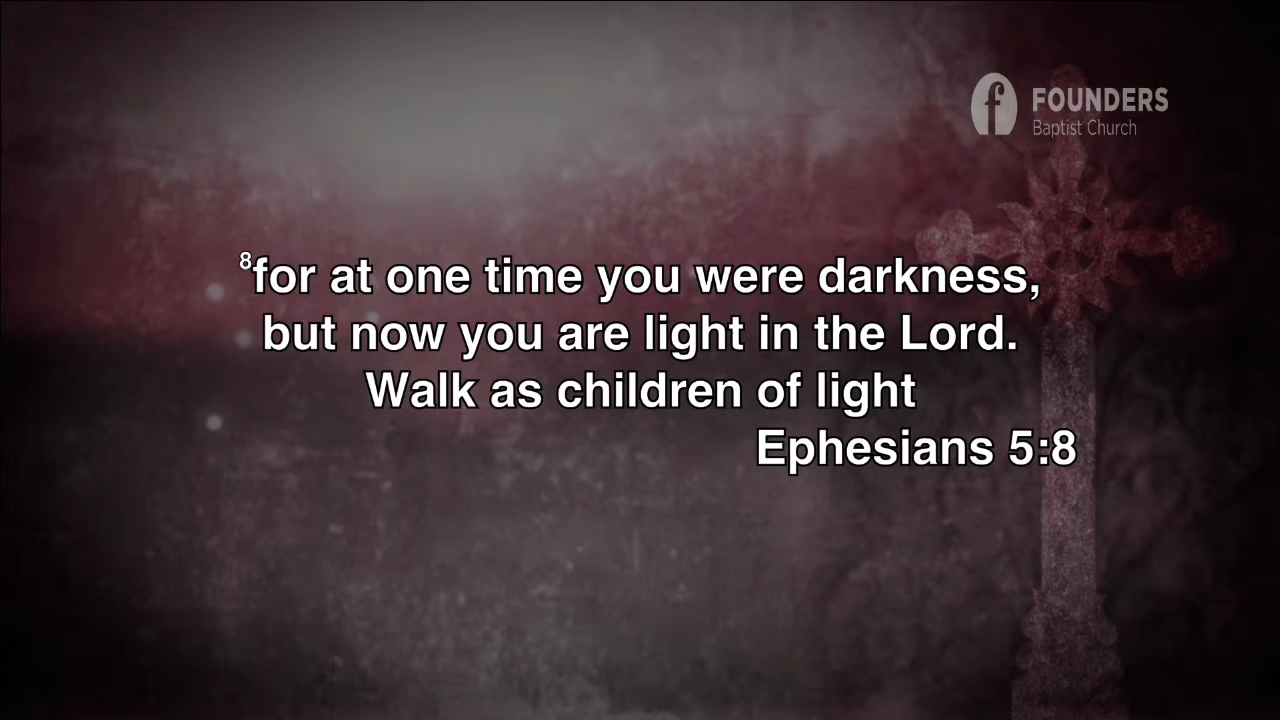 FOUNDERS
Baptist Church
8for at one time you were darkness,
but now you are light in the Lord.
Walk as children of light
Ephesians 5:8